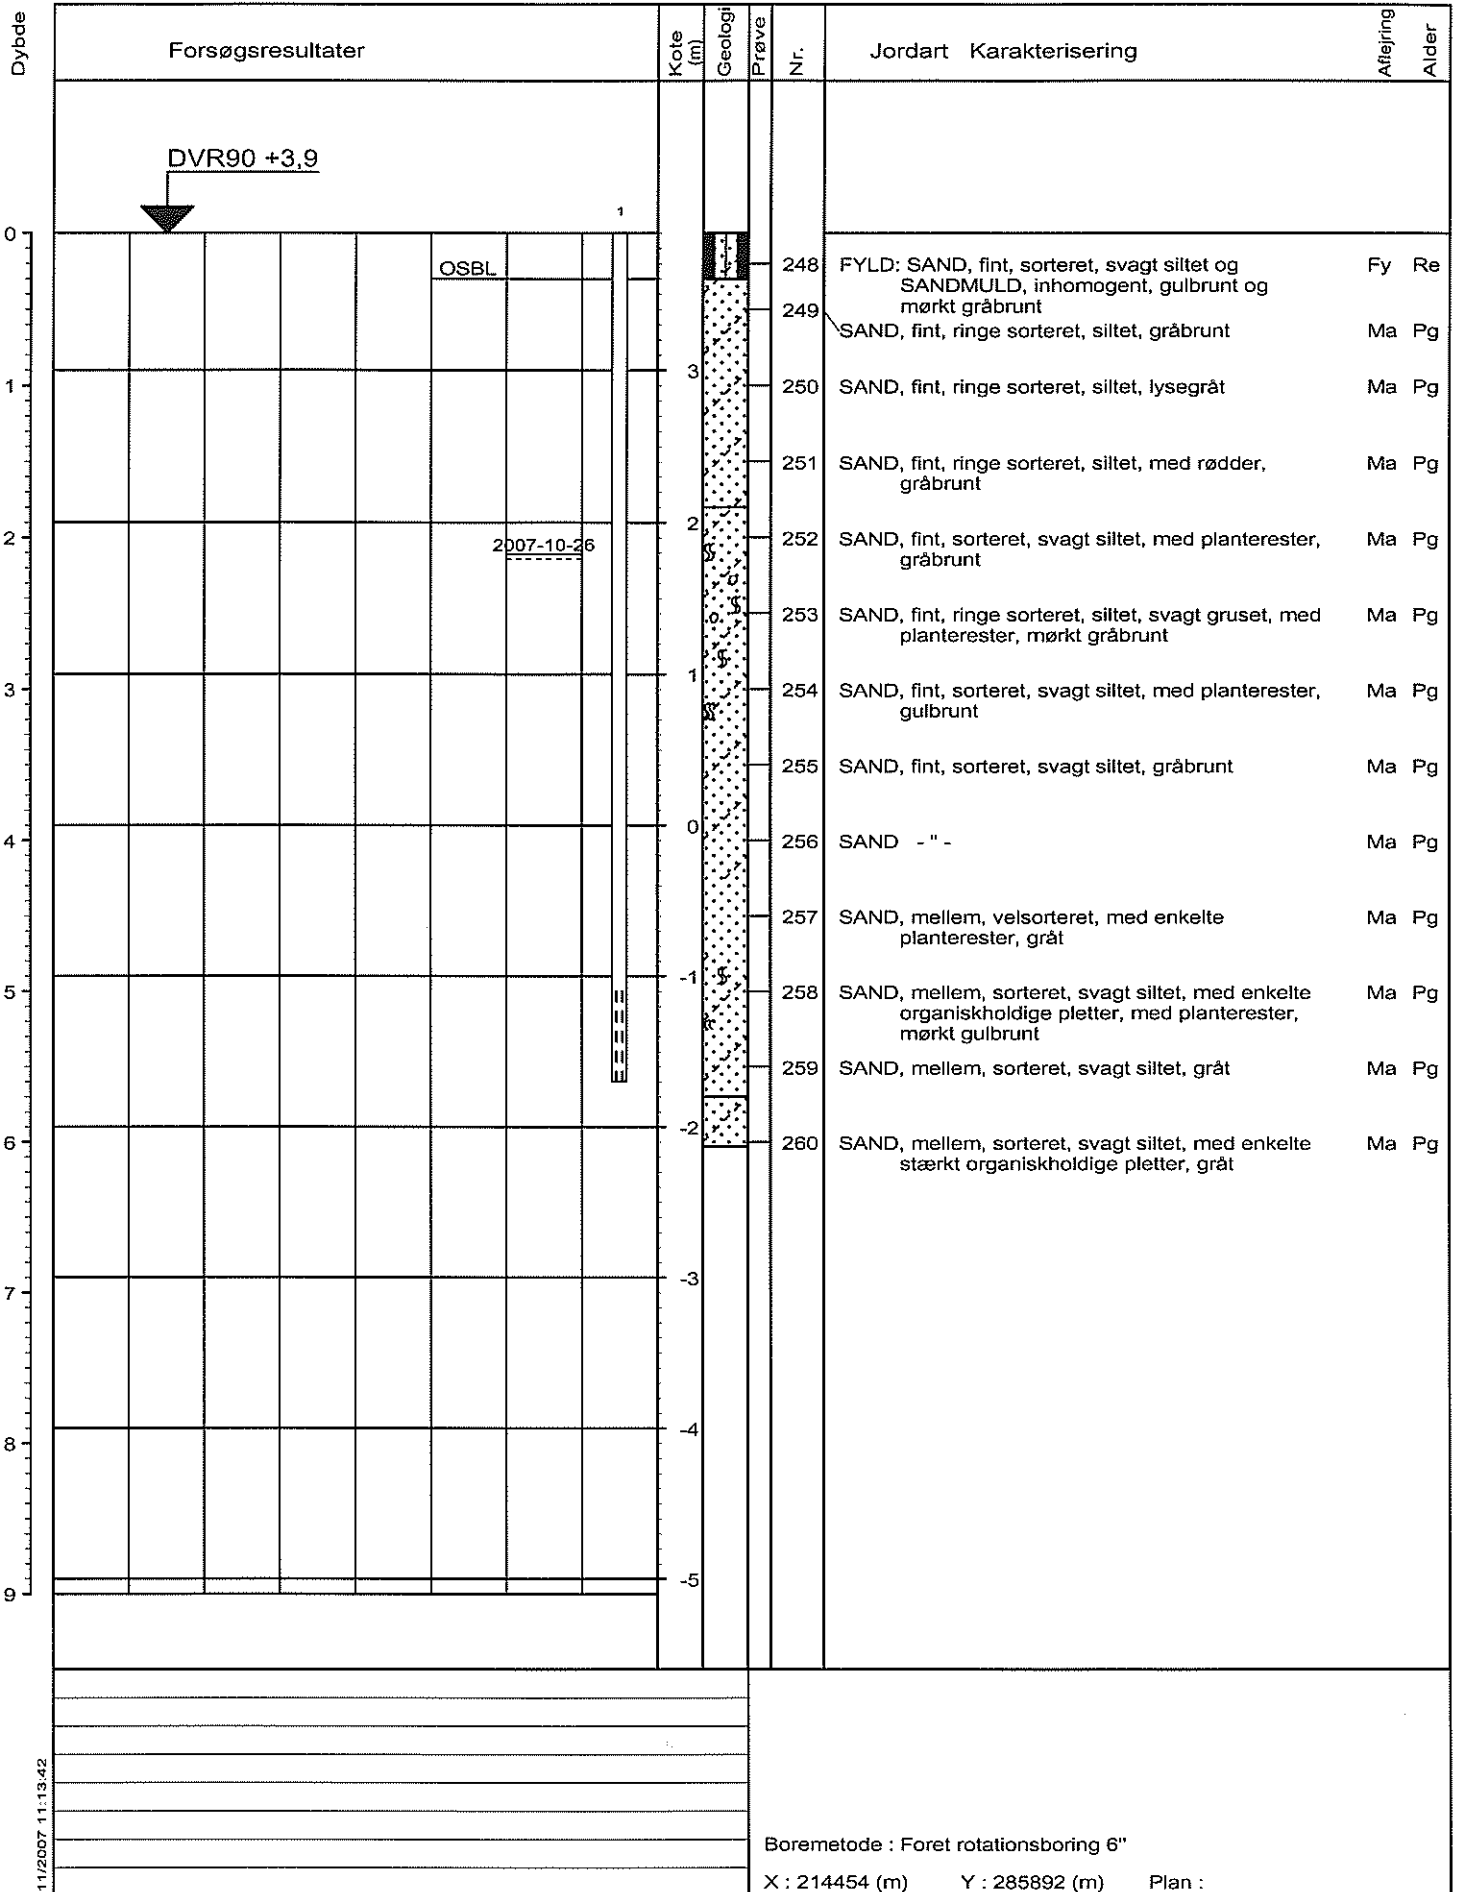 Dybde
Forsøgsresultater
Kote (m)
Geologi
Prøve
Nr.
Jordart Karakterisering
Aflejring
Alder
DVR90 +3,9
1
0
OSBL
248 FYLD: SAND, fint, sorteret, svagt siltet og Fy Re
SANDMULD, inhomogent, gulbrunt og
mørkt gråbrunt
249
SAND, fint, ringe sorteret, siltet, gråbrunt Ma Pg
3
1
250 SAND, fint, ringe sorteret, siltet, lysegråt Ma Pg
251 SAND, fint, ringe sorteret, siltet, med rødder, Ma Pg
gråbrunt
2
2
2007-10-26
252 SAND, fint, sorteret, svagt siltet, med planterester, Ma Pg
gråbrunt
253 SAND, fint, ringe sorteret, siltet, svagt gruset, med Ma Pg
planterester, mørkt gråbrunt
1
3
254 SAND, fint, sorteret, svagt siltet, med planterester, Ma Pg
gulbrunt
255 SAND, fint, sorteret, svagt siltet, gråbrunt Ma Pg
0
4
256 SAND - " - Ma Pg
257 SAND, mellem, velsorteret, med enkelte Ma Pg
planterester, gråt
-1
5
258 SAND, mellem, sorteret, svagt siltet, med enkelte Ma Pg
organiskholdige pletter, med planterester,
mørkt gulbrunt
259 SAND, mellem, sorteret, svagt siltet, gråt Ma Pg
-2
6
260 SAND, mellem, sorteret, svagt siltet, med enkelte Ma Pg
stærkt organiskholdige pletter, gråt
-3
7
-4
8
-5
9
11/2007 11:13:42
Boremetode : Foret rotationsboring 6"
X : 214454 (m) Y : 285892 (m) Plan :